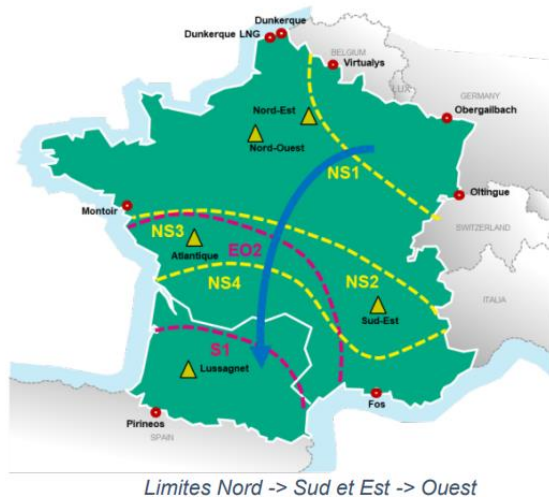 Dunkerque
Dunkerque LNG
BELGIUM
Virtualys
LUX
GERMANY
Nord-Est
Obergailbach
Nord-Ouest
NS1
Oltingue
Montoir
SWITZERLAND
NS3
EO2
Atlantique
NS4
NS2
ITALIA
Sud-Est
S1
Lussagnet
Fos
Pirineos
SPAIN
Limites Nord -> Sud et Est -> Ouest